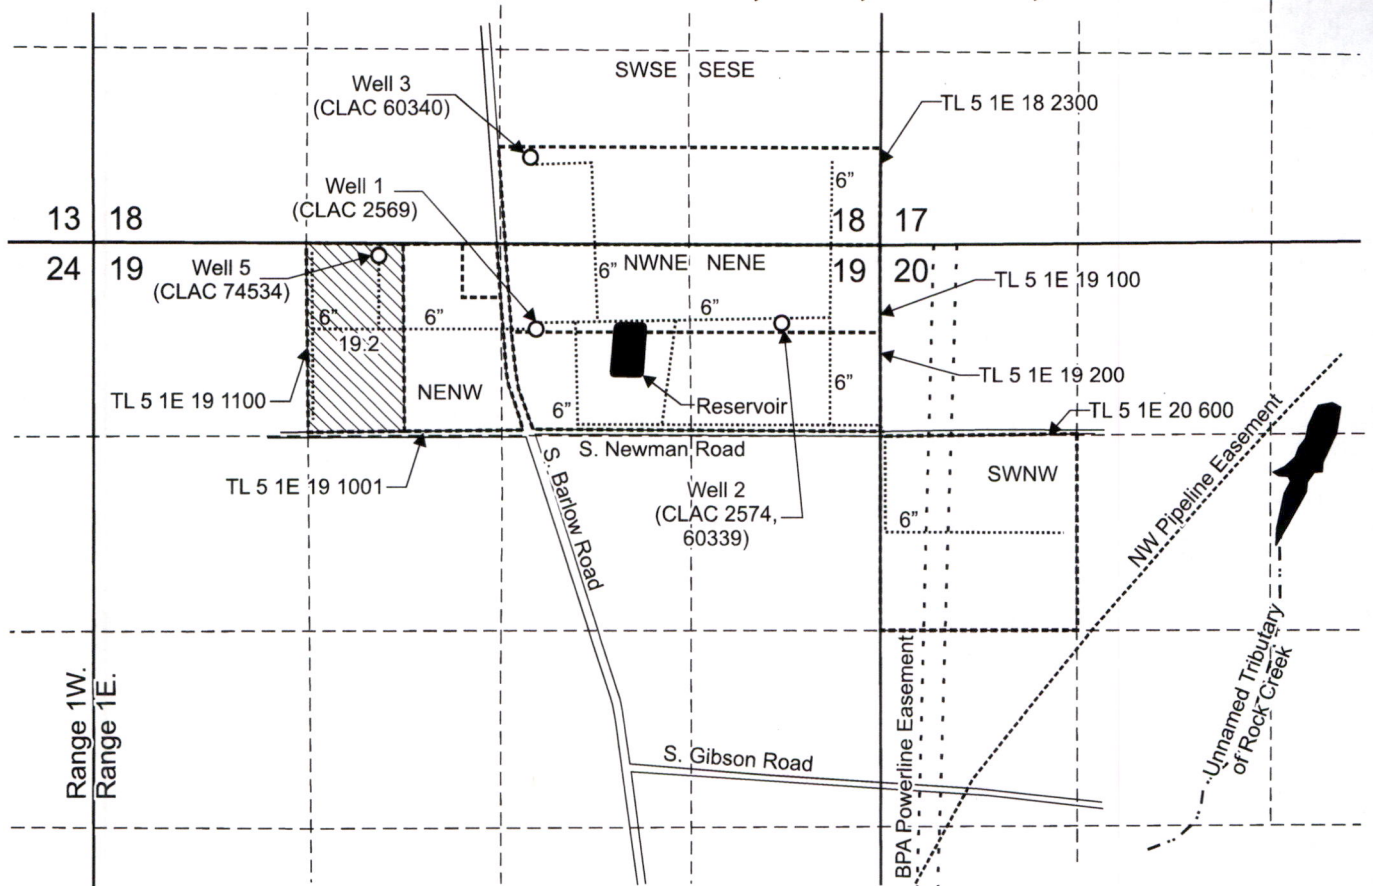 SWSE SESE
Well 3
(CLAC 60340)
TL 5 1E 18 2300
6"
Well 1
(CLAC 2569)
13 18
18 17
24 19
19 20
Well 5
(CLAC 74534)
6"
NWNE NENE
TL 5 1E 19 100
6"
6"
6"
19.2
TL 5 1E 19 200
6"
NENW
TL 5 1E 19 1100
Reservoir
6"
TL 5 1E 20 600
S. Newman Road
TL 5 1E 19 1001
S. Barlow Road
Well 2
(CLAC 2574,
60339)
SWNW
6"
NW Pipeline Easement
Range 1W.
Range 1E.
BPA Powerline Easement
S. Gibson Road
Unnamed Tributary
of Rock Creek